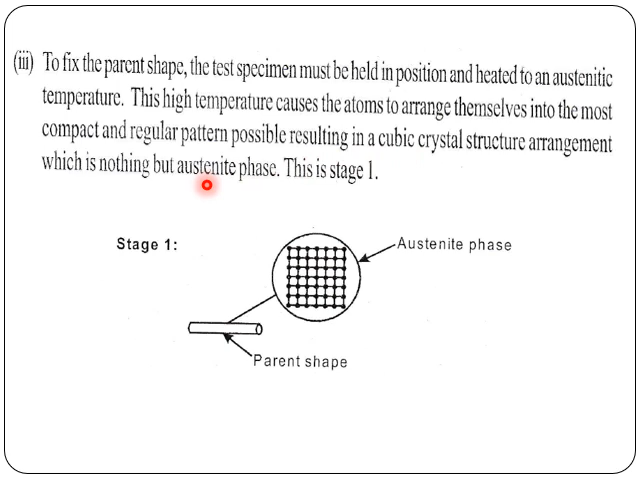 (iii) To fix the parent shape, the test specimen must be held in position and heated to an austenitic
temperature. This high temperature causes the atoms to arrange themselves into the most
compact and regular pattern possible resulting in a cubic crystal structure arrangement
which is nothing but austenite phase. This is stage 1.
Stage 1:
Austenite phase
Parent shape